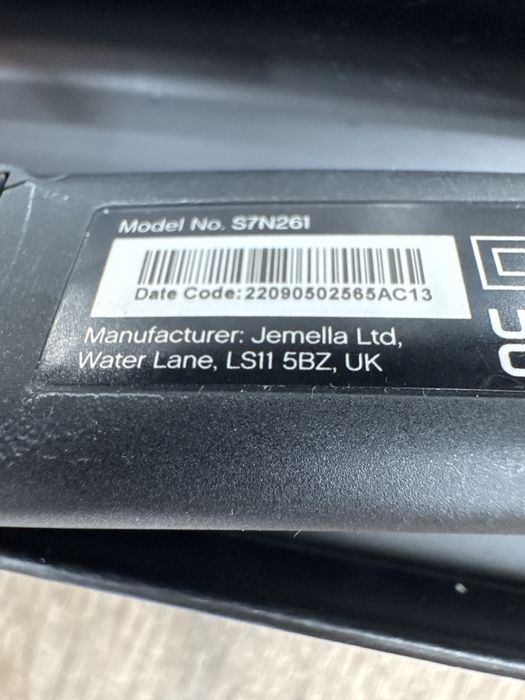 Model No. S7N261
Date Code:22090502565AC13
Manufacturer: Jemella Ltd,
Water Lane, LS11 5BZ, UK